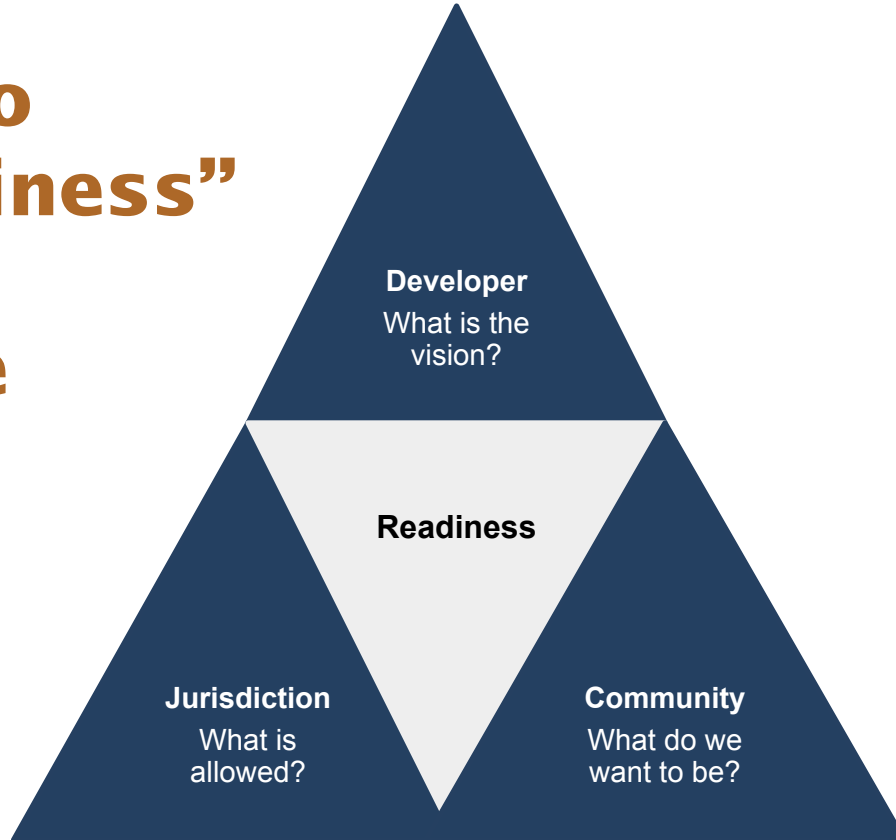 o
iness”
e
Developer
What is the
vision?
Readiness
Jurisdiction
What is
allowed?
Community
What do we
want to be?